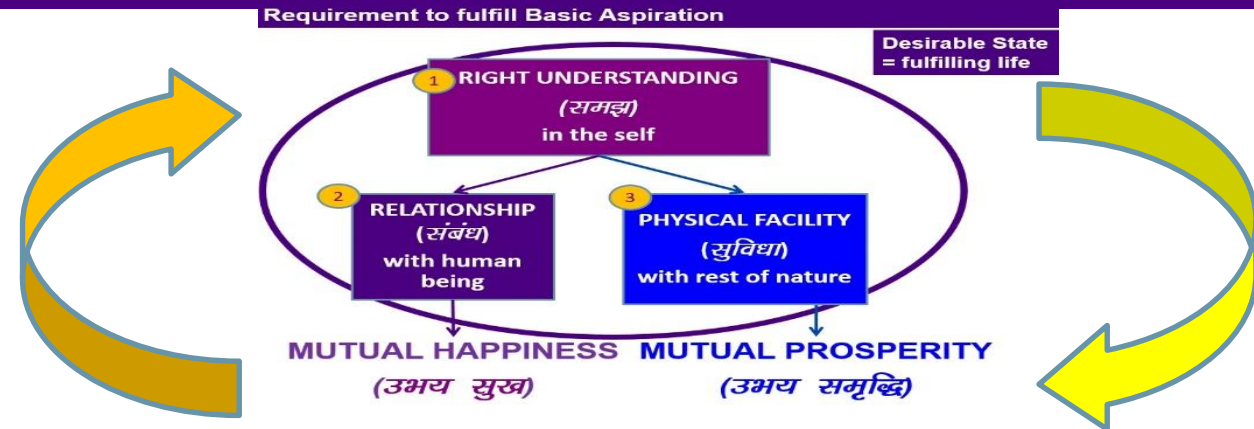 Requirement to fulfill Basic Aspiration
Desirable State
= fulfilling life
1
RIGHT UNDERSTANDING
(समझ)
in the self
2
RELATIONSHIP
(संबंध)
with human
being
3
PHYSICAL FACILITY
(सुविधा)
with rest of nature
MUTUAL HAPPINESS
(उभय सुख)
MUTUAL PROSPERITY
(उभय समृद्धि)